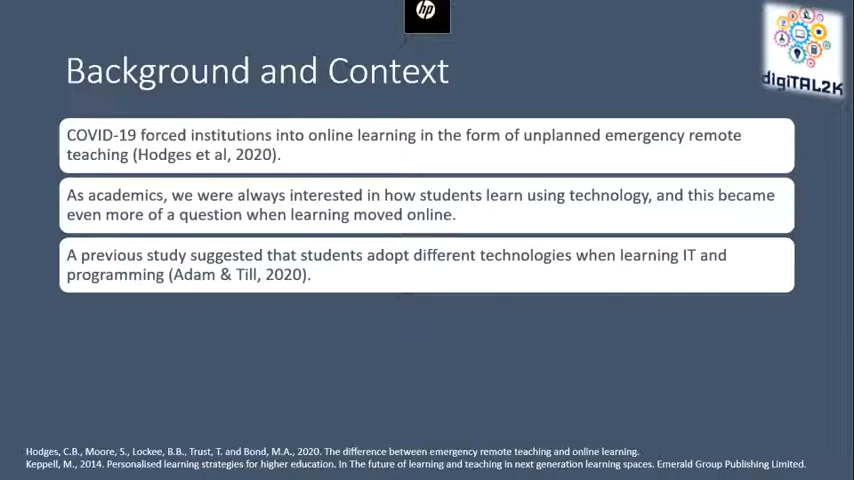 hp
digiTAL2K
Background and Context
COVID-19 forced institutions into online learning in the form of unplanned emergency remote
teaching (Hodges et al, 2020).
As academics, we were always interested in how students learn using technology, and this became
even more of a question when learning moved online.
A previous study suggested that students adopt different technologies when learning IT and
programming (Adam & Till, 2020).
Hodges, C.B., Moore, S., Lockee, B.B., Trust, T. and Bond, M.A., 2020. The difference between emergency remote teaching and online learning.
Keppell, M., 2014. Personalised learning strategies for higher education. In The future of learning and teaching in next generation learning spaces. Emerald Group Publishing Limited.